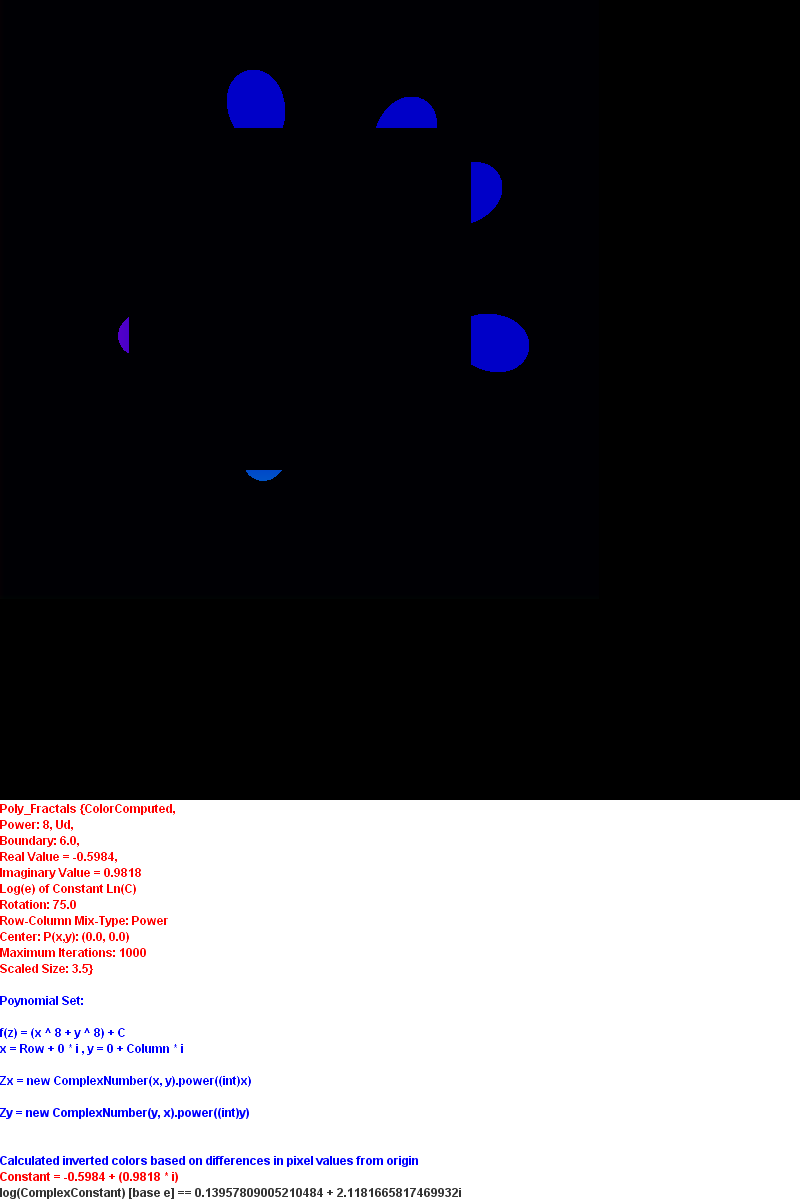 Poly_Fractals {ColorComputed,
Power: 8, Ud,
Boundary: 6.0,
Real Value = -0.5984,
Imaginary Value = 0.9818
Log(e) of Constant Ln(C)
Rotation: 75.0
Row-Column Mix-Type: Power
Center: P(x,y): (0.0, 0.0)
Maximum Iterations: 1000
Scaled Size: 3.5}
Poynomial Set:
f(z) = (x ^ 8 + y ^ 8) + C
x = Row + 0 * i , y = 0 + Column * i
Zx = new ComplexNumber(x, y).power((int)x)
Zy = new ComplexNumber(y, x).power((int)y)
Calculated inverted colors based on differences in pixel values from origin
Constant = -0.5984 + (0.9818 * i)
log(ComplexConstant) [base e] == 0.13957809005210484 + 2.1181665817469932i